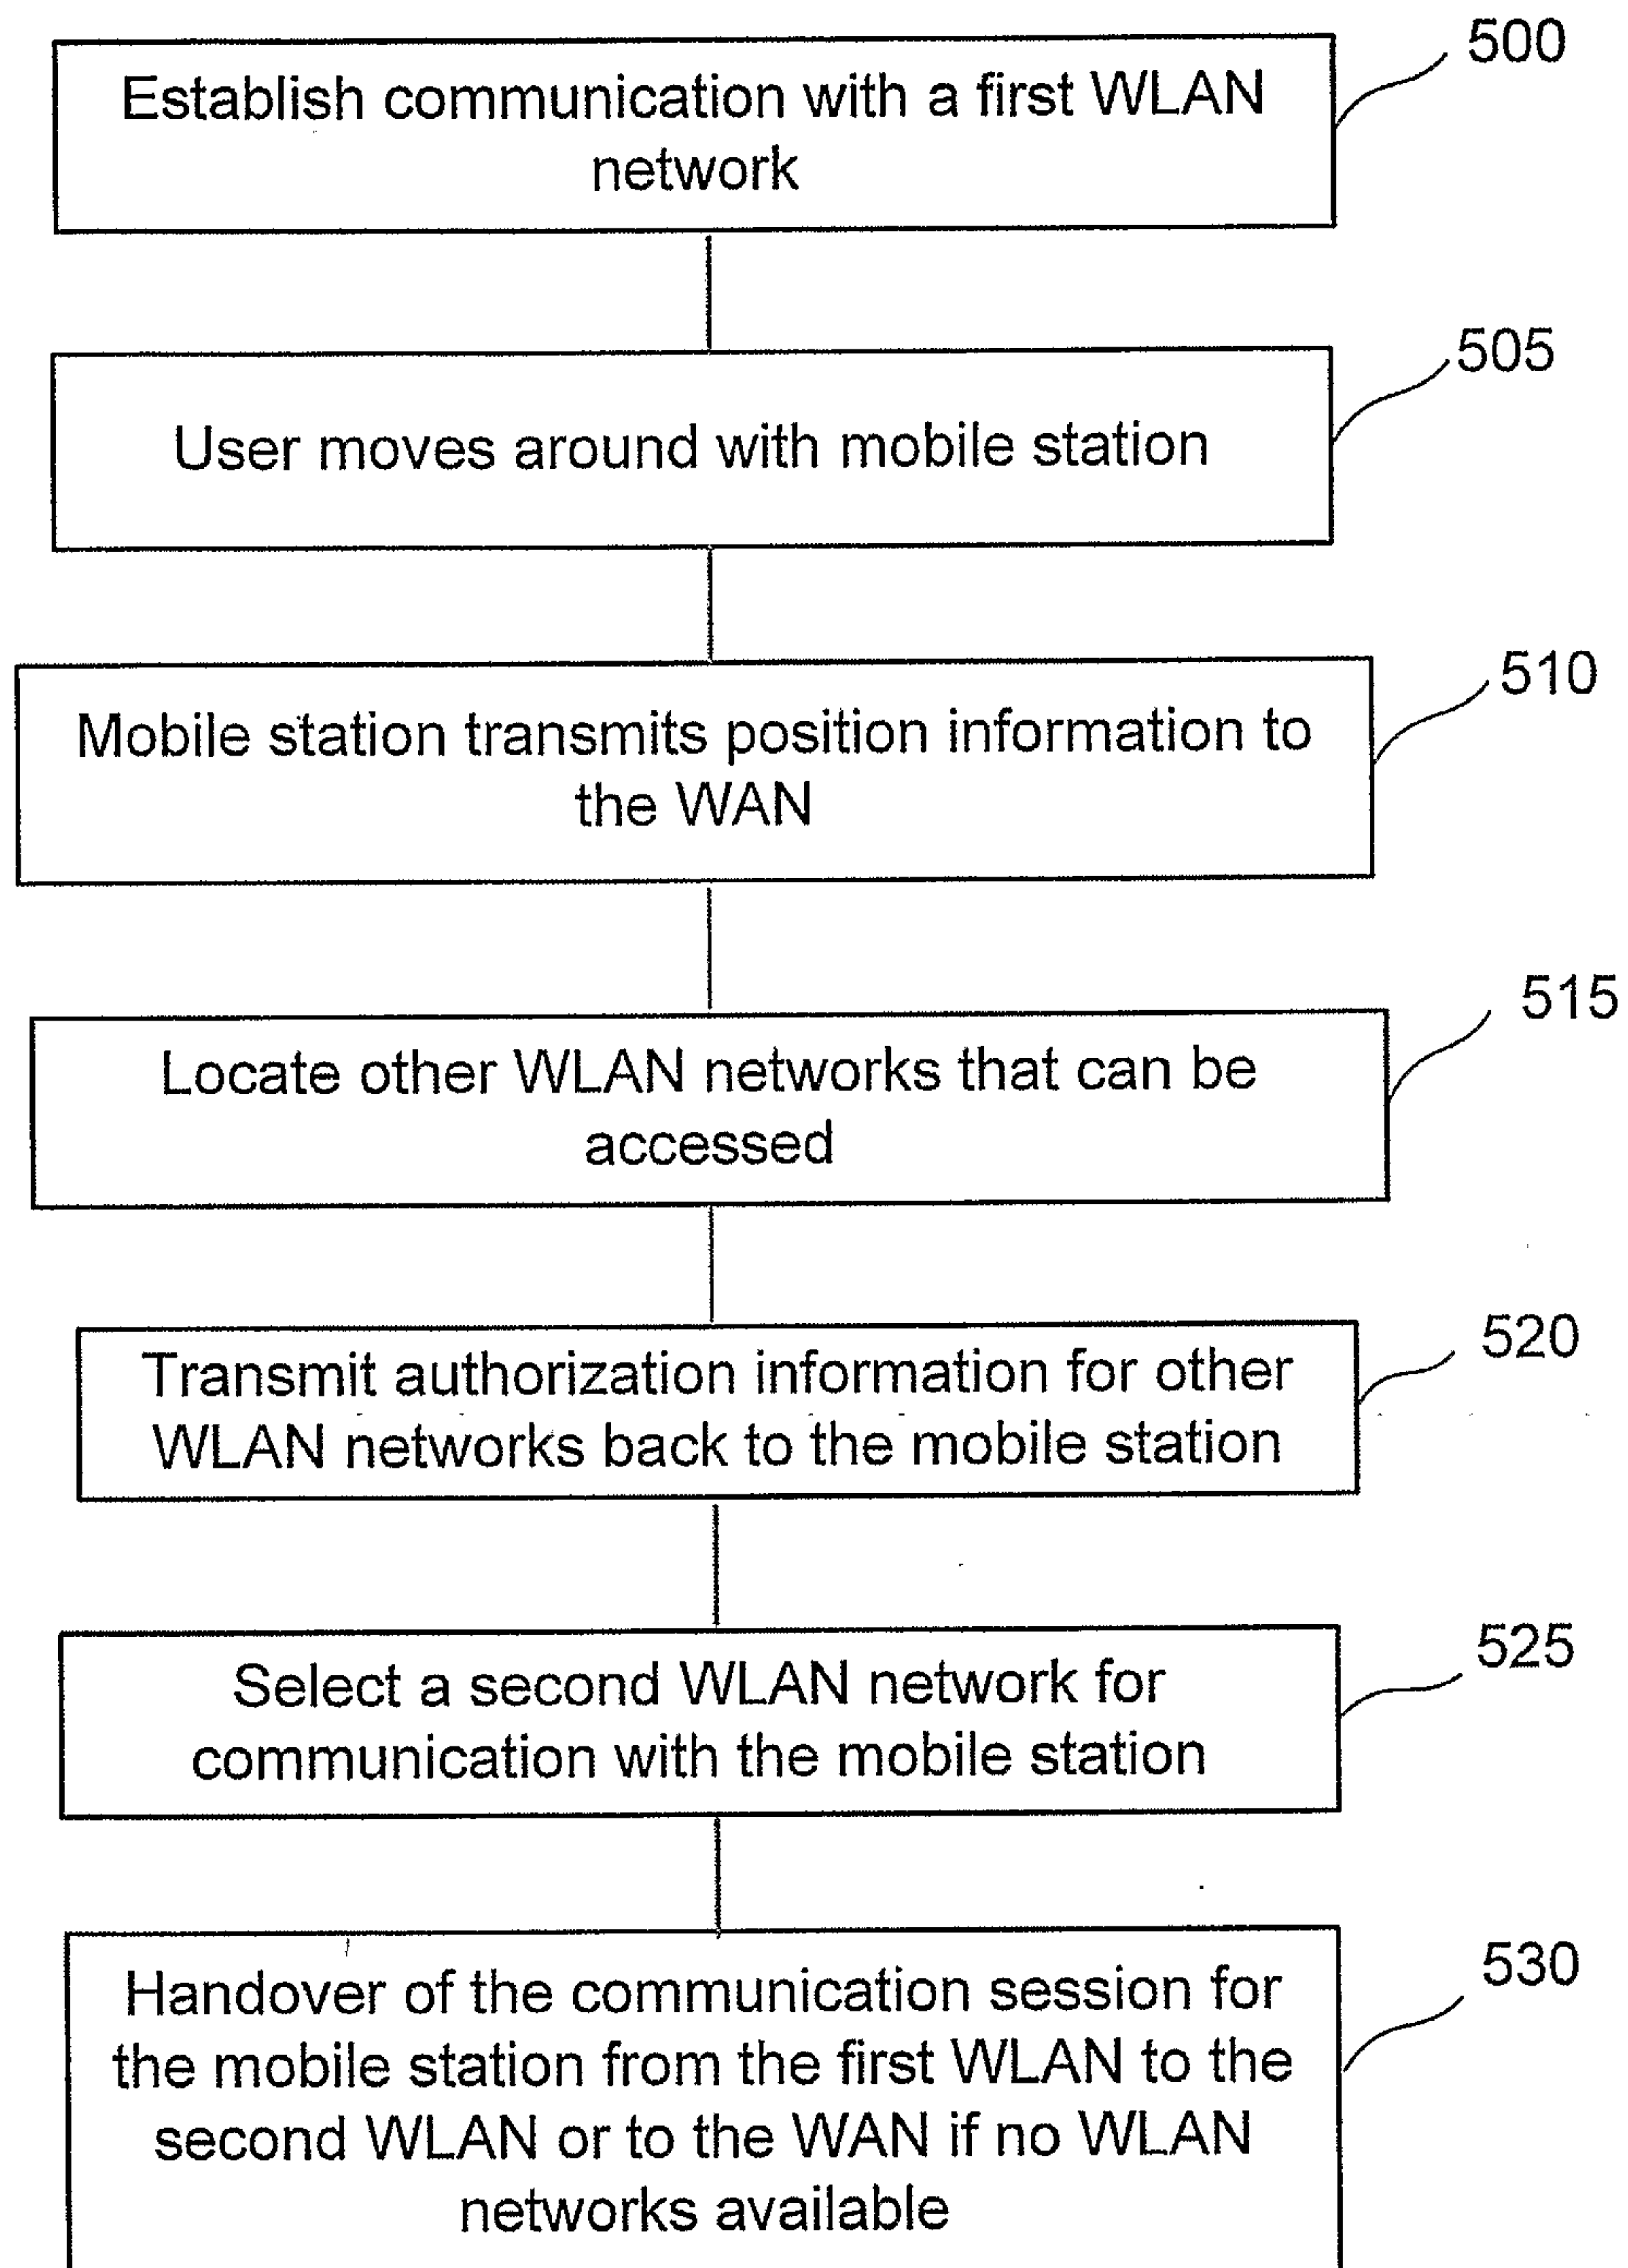 500
Establish communication with a first WLAN
network
505
User moves around with mobile station
510
Mobile station transmits position information to
the WAN
515
Locate other WLAN networks that can be
accessed
520
Transmit authorization information for other
WLAN networks back to the mobile station
525
Select a second WLAN network for
communication with the mobile station
530
Handover of the communication session for
the mobile station from the first WLAN to the
second WLAN or to the WAN if no WLAN
networks available